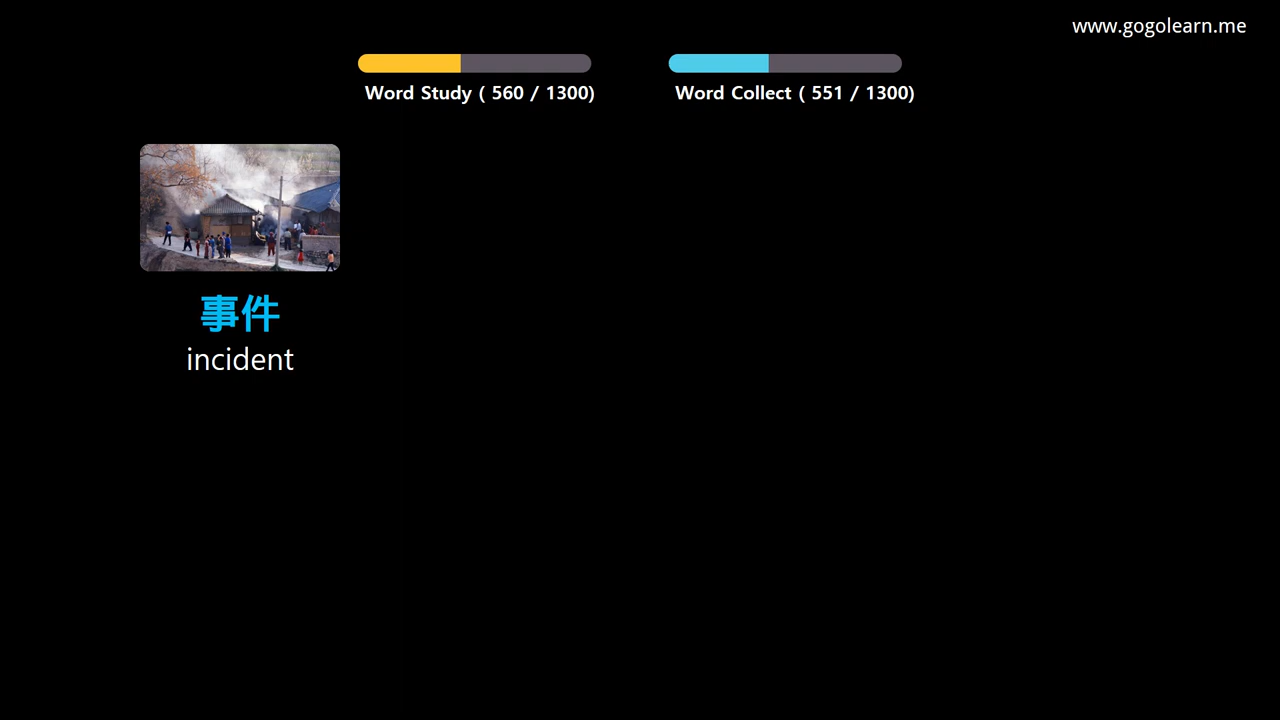 www.gogolearn.me
Word Study ( 560 / 1300)
Word Collect ( 551 / 1300)
事件
incident